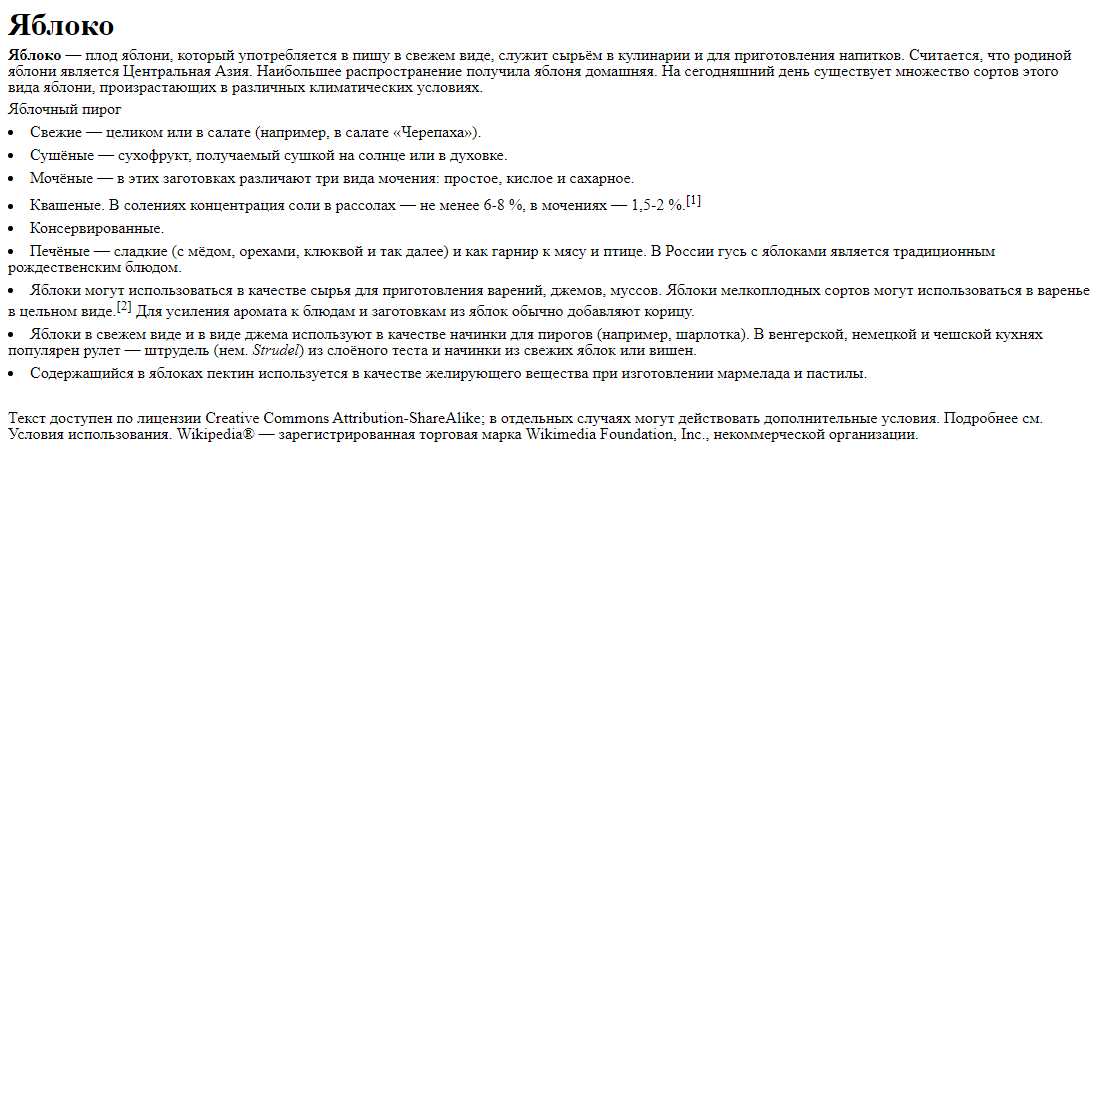 Яблоко
Яблоко — плод яблони, который употребляется в пищу в свежем виде, служит сырьём в кулинарии и для приготовления напитков. Считается, что родиной
яблони является Центральная Азия. Наибольшее распространение получила яблоня домашняя. На сегодняшний день существует множество сортов этого
вида яблони, произрастающих в различных климатических условиях.
Яблочный пирог
• Свежие — целиком или в салате (например, в салате «Черепаха»).
• Сушёные — сухофрукт, получаемый сушкой на солнце или в духовке.
• Мочёные — в этих заготовках различают три вида мочения: простое, кислое и сахарное.
• Квашеные. В солениях концентрация соли в рассолах — не менее 6-8 %, в мочениях — 1,5-2 %.[1]
• Консервированные.
• Печёные — сладкие (с мёдом, орехами, клюквой и так далее) и как гарнир к мясу и птице. В России гусь с яблоками является традиционным
рождественским блюдом.
• Яблоки могут использоваться в качестве сырья для приготовления варений, джемов, муссов. Яблоки мелкоплодных сортов могут использоваться в варенье
в цельном виде.[2] Для усиления аромата к блюдам и заготовкам из яблок обычно добавляют корицу.
• Яблоки в свежем виде и в виде джема используют в качестве начинки для пирогов (например, шарлотка). В венгерской, немецкой и чешской кухнях
популярен рулет — штрудель (нем. Strudel) из слоёного теста и начинки из свежих яблок или вишен.
• Содержащийся в яблоках пектин используется в качестве желирующего вещества при изготовлении мармелада и пастилы.
Текст доступен по лицензии Creative Commons Attribution-ShareAlike; в отдельных случаях могут действовать дополнительные условия. Подробнее см.
Условия использования. Wikipedia® — зарегистрированная торговая марка Wikimedia Foundation, Inc., некоммерческой организации.